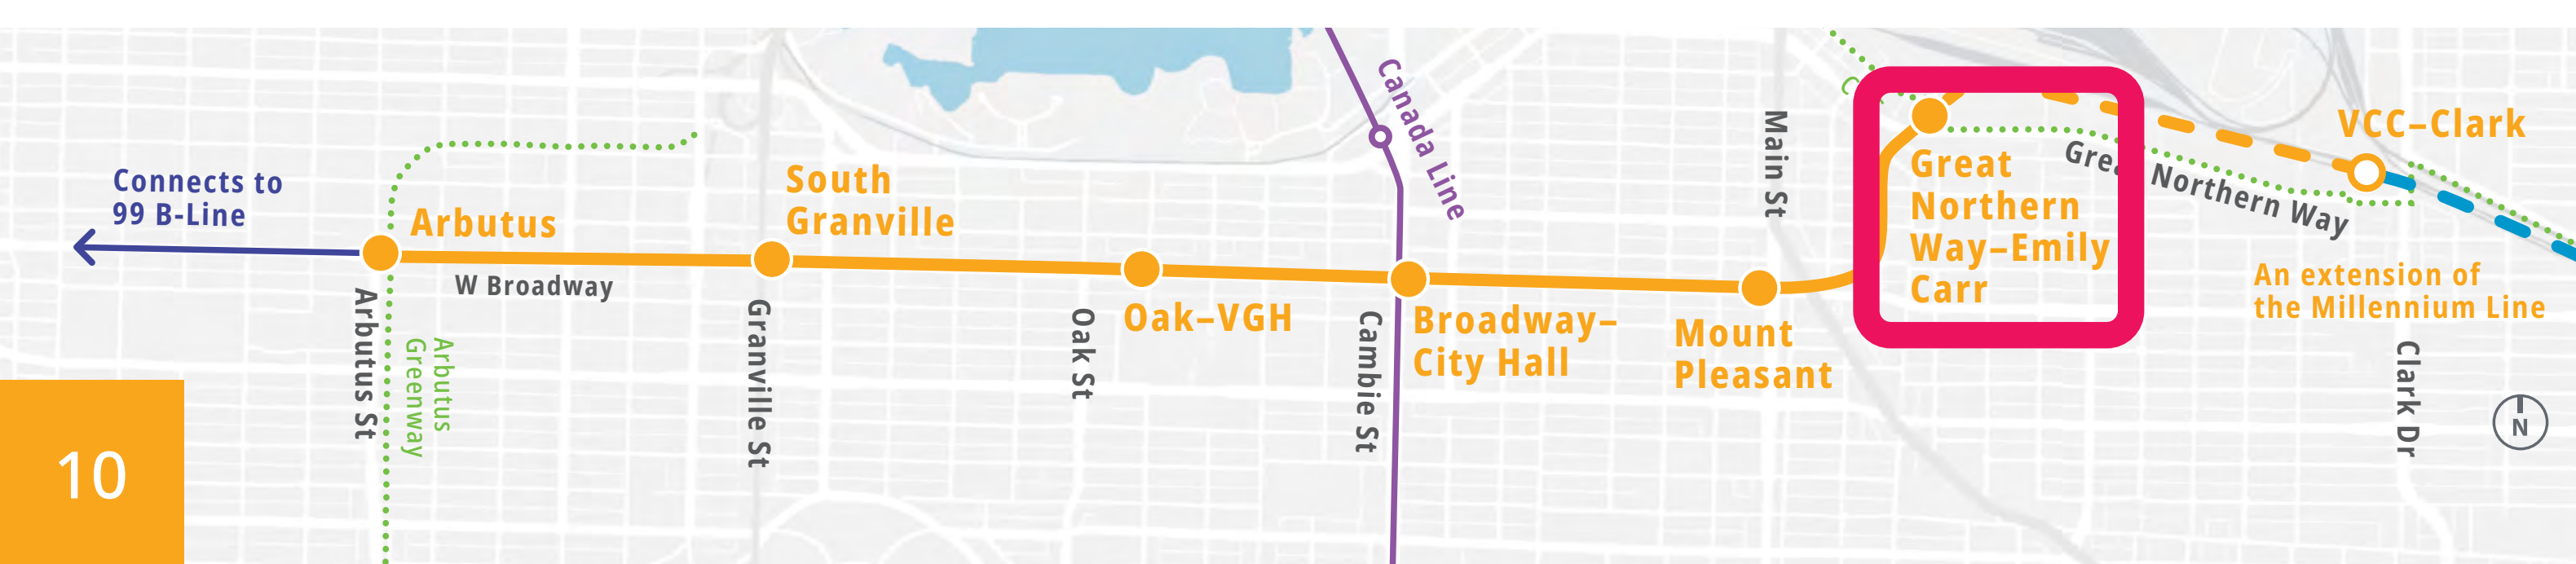 Connects to
99 B-Line
Arbutus
W Broadway
Arbutus St
Arbutus
Greenway
South
Granville
Granville St
Oak St
Oak–VGH
Canada Line
Cambie St
Broadway–
City Hall
Main St
Mount
Pleasant
C
Great
Northern
Way–Emily
Carr
Grea Northern Way
VCC–Clark
An extension of
the Millennium Line
Clark Dr
N
10